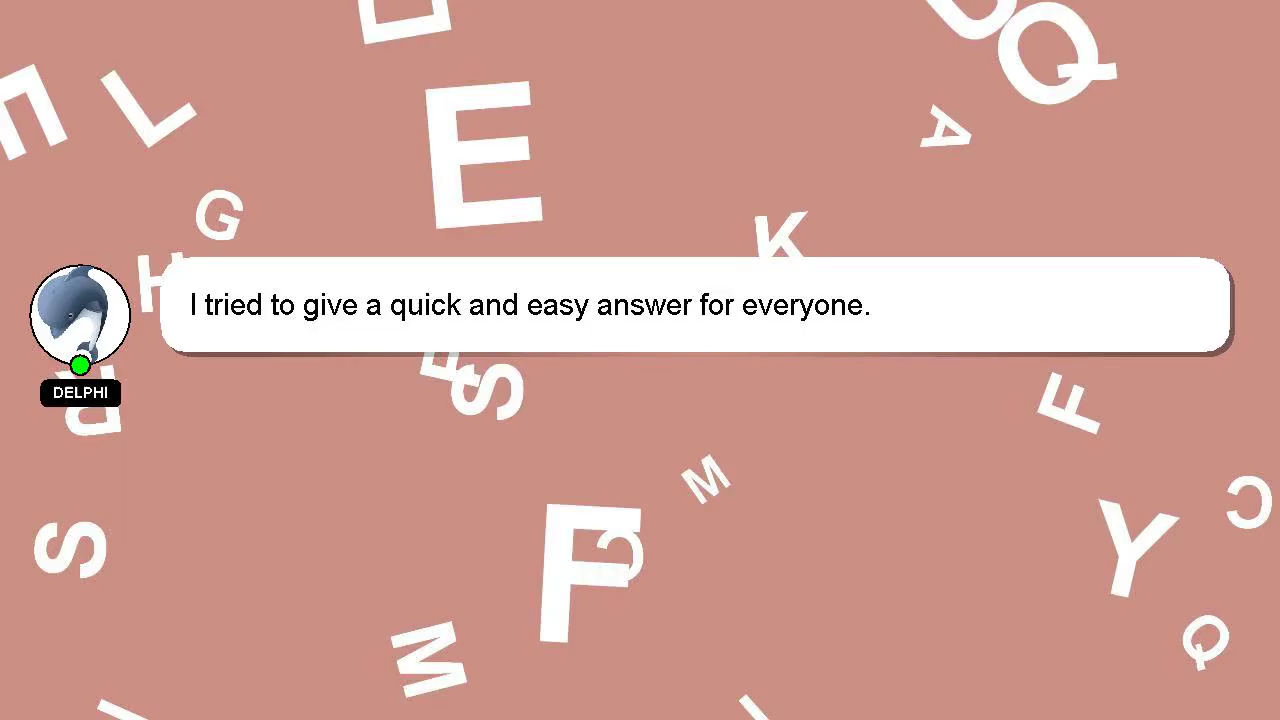 I tried to give a quick and easy answer for everyone.
DELPHI
E
L
G
H
K
A
Q
E
S
R
F
M
S
F
G
Y
C
Q
M